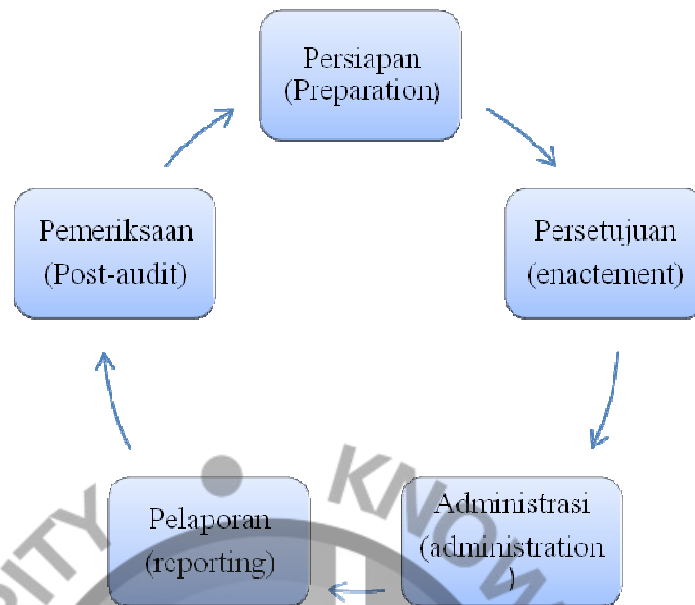 Persiapan
(Preparation)
Persetujuan
(enactement)
Administrasi
(administration
)
Pelaporan
(reporting)
Pemeriksaan
(Post-audit)